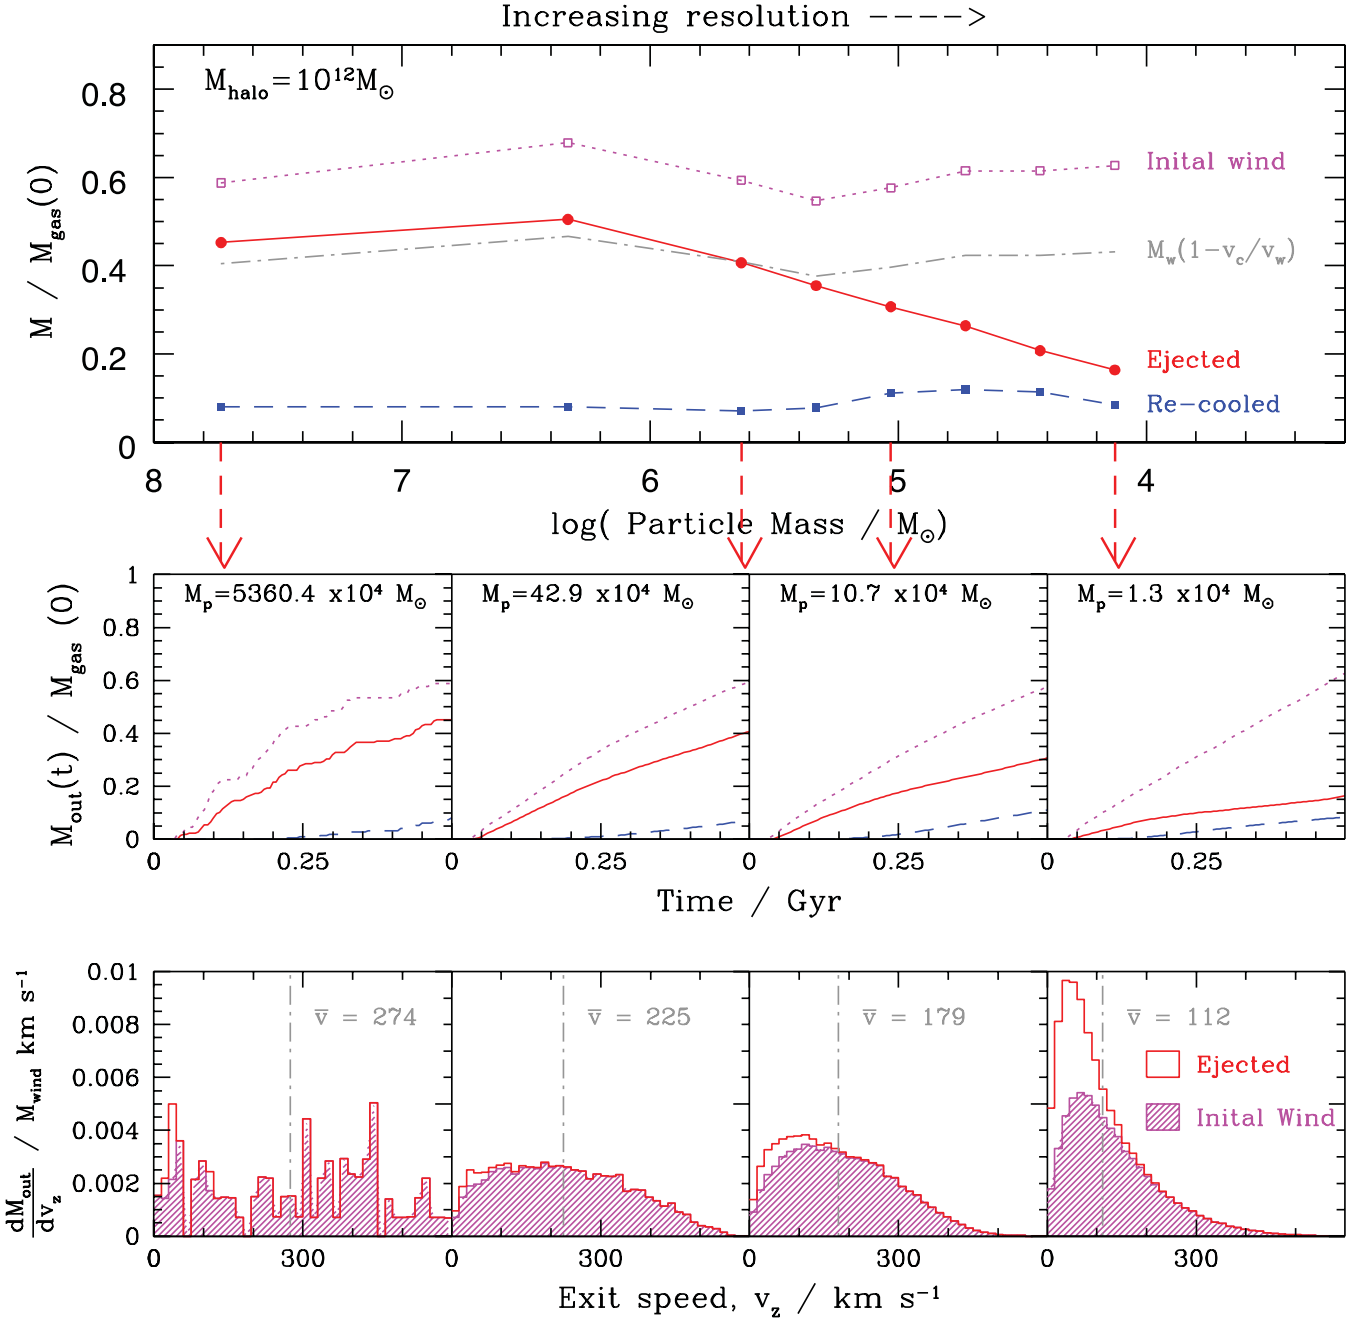 Increasing resolution ---->
M_halo=10^12M_⊙
0.8
0.6
0.4
0.2
0
M / M_gas(0)
Inital wind
M_w(1-v_c/v_w)
Ejected
Re-cooled
8 7 6 5 4
log( Particle Mass / M_⊙)
M_p=5360.4 x10^4 M_⊙
M_p=42.9 x10^4 M_⊙
M_p=10.7 x10^4 M_⊙
M_p=1.3 x10^4 M_⊙
1
0.8
0.6
0.4
0.2
0
M_out(t) / M_gas (0)
0 0.25 0 0.25 0 0.25 0 0.25
Time / Gyr
0.01
0.008
0.006
0.004
0.002
0
dM_out/dv_z / M_wind km s^-1
v̅ = 274
v̅ = 225
v̅ = 179
v̅ = 112
Ejected
Inital Wind
0 300 0 300 0 300 0 300
Exit speed, v_z / km s^-1